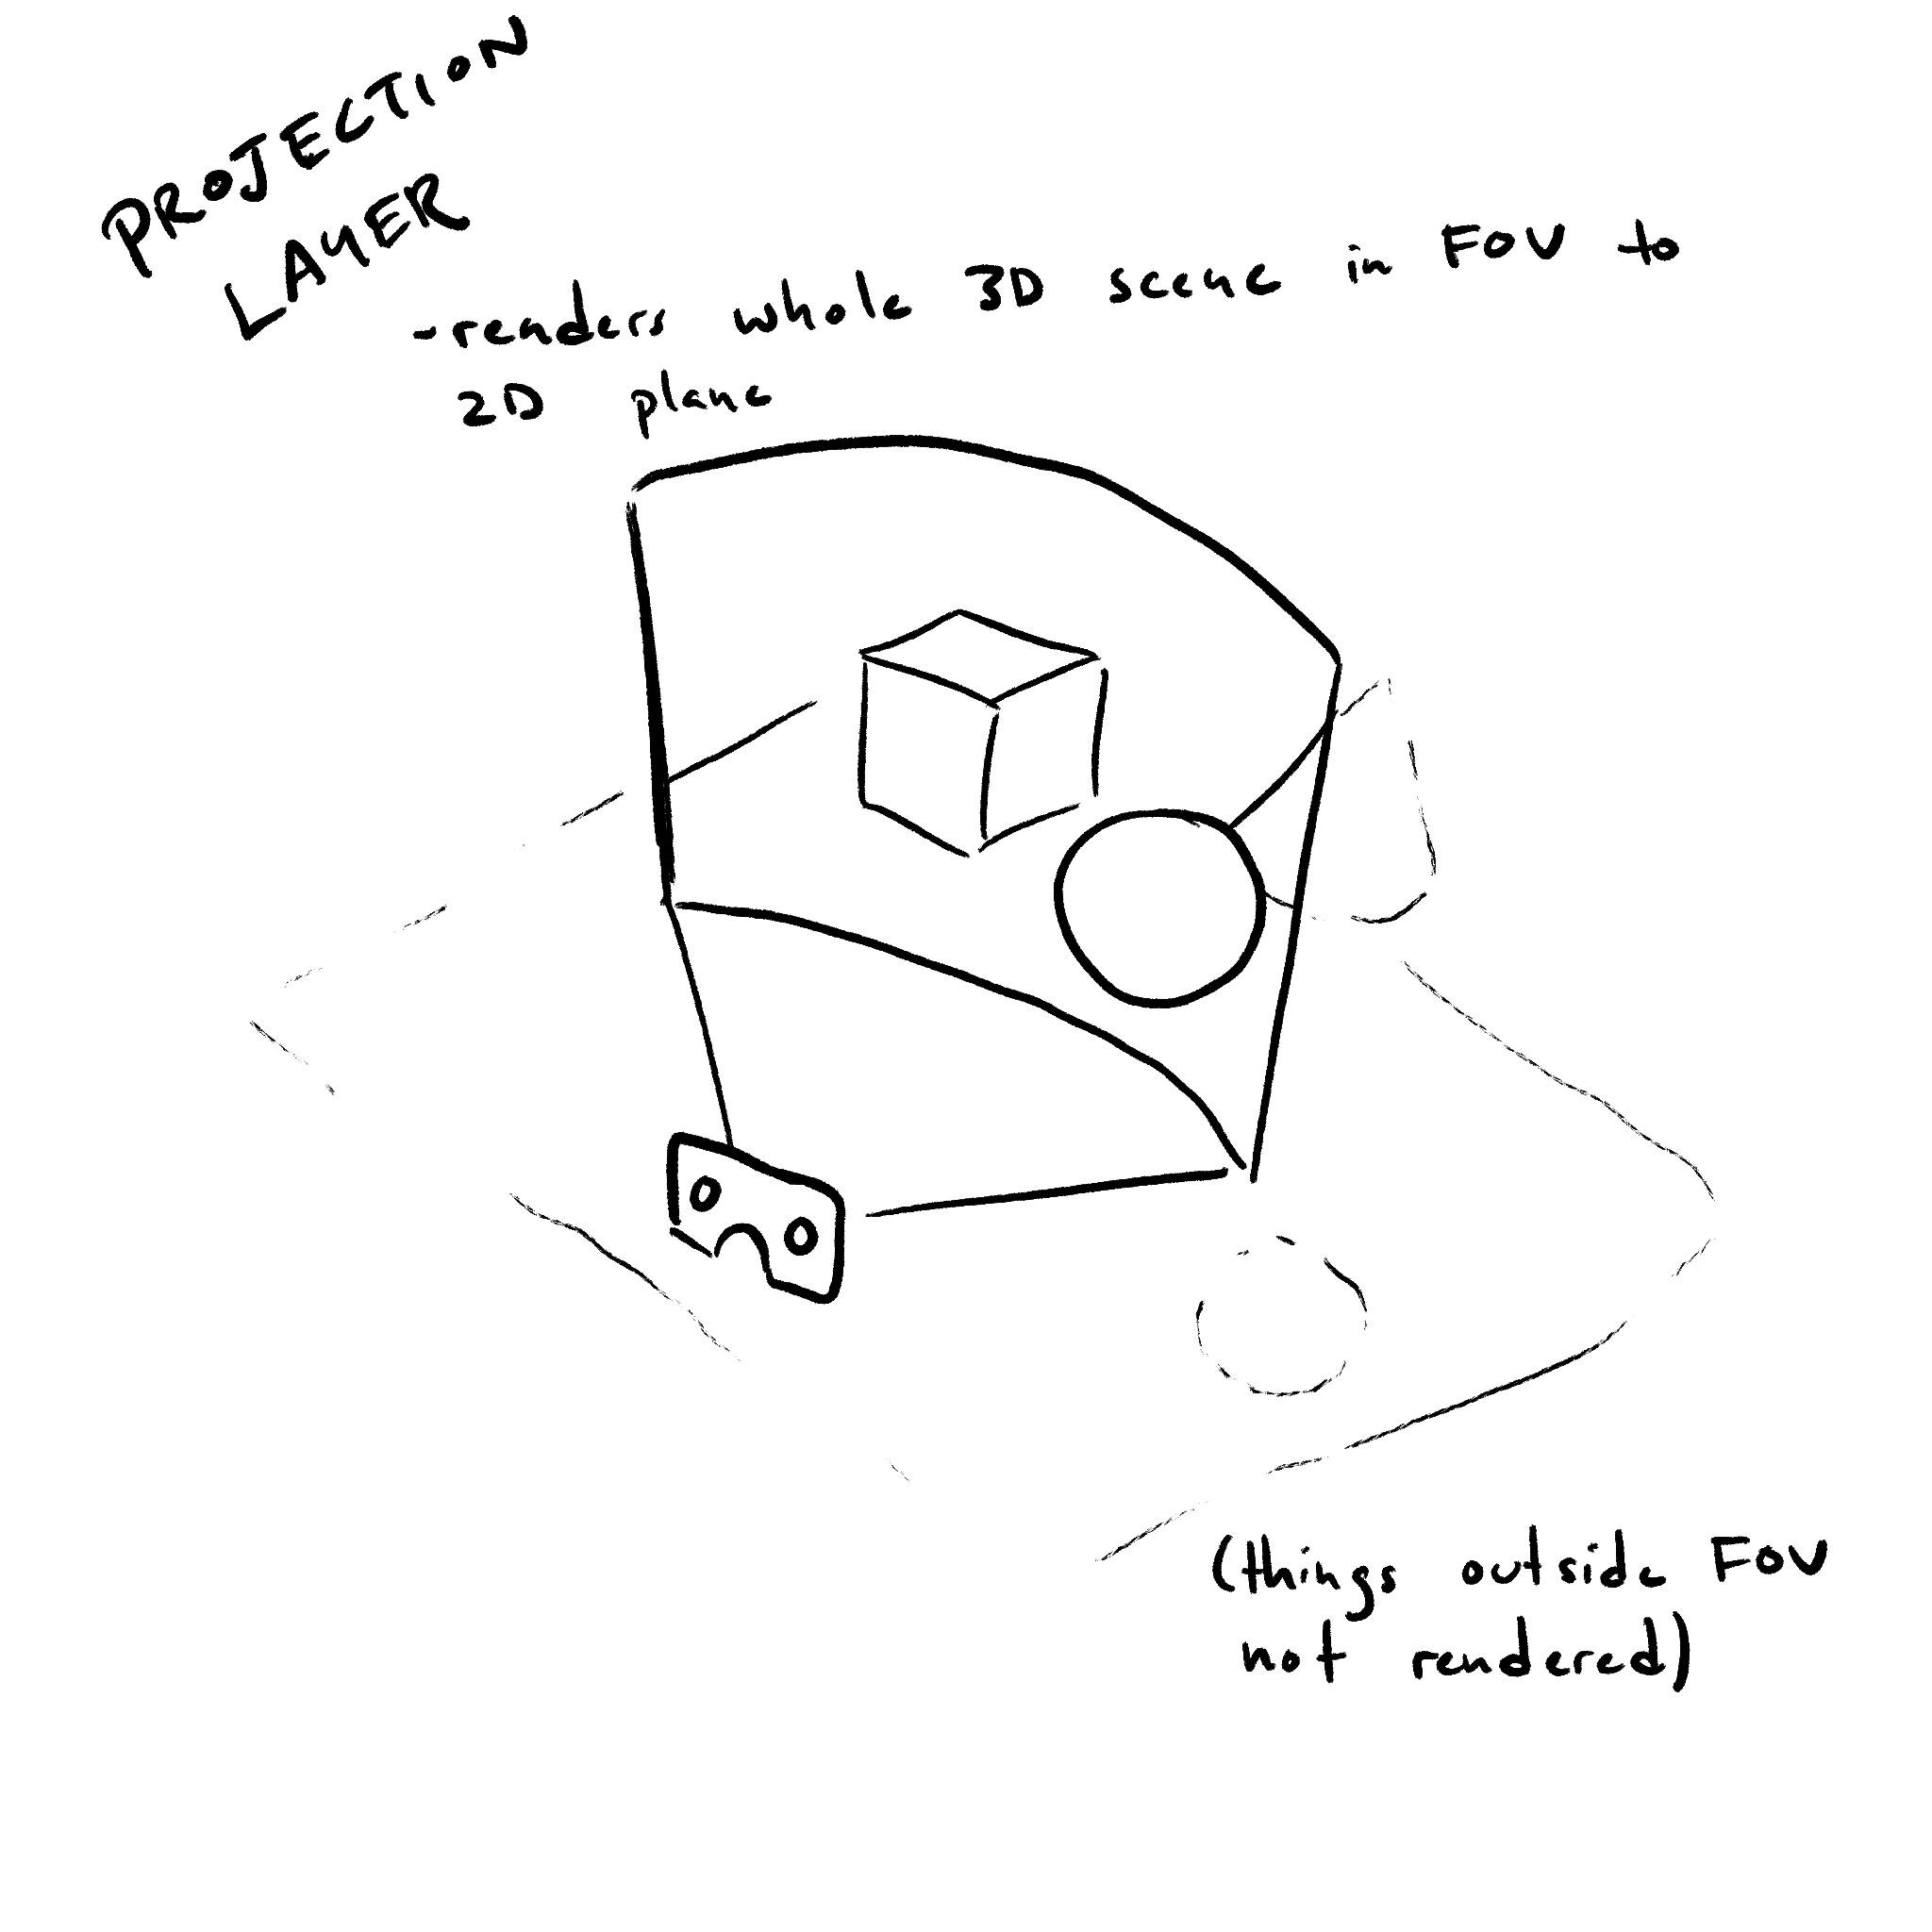 PROJECTION
LAYER
-renders whole 3D scene in FOV to
2D plane
(things outside FOV
not rendered)